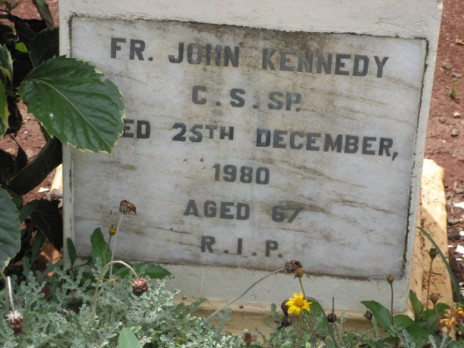 FR. JOHN KENNEDY
C.S.SP.
ED 25TH DECEMBER,
1980
AGED 67
R.I.P.